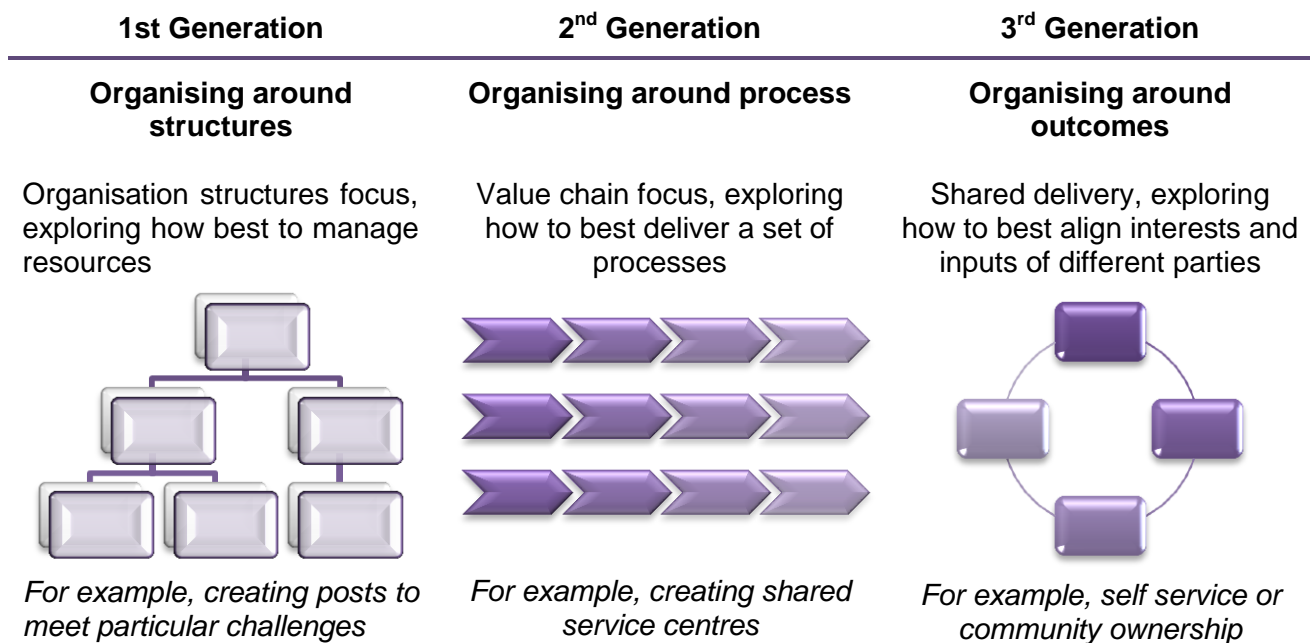 1st Generation
2nd Generation
3rd Generation
Organising around
structures
Organising around process
Organising around
outcomes
Organisation structures focus,
exploring how best to manage
resources
Value chain focus, exploring
how to best deliver a set of
processes
Shared delivery, exploring
how to best align interests and
inputs of different parties
For example, creating posts to
meet particular challenges
For example, creating shared
service centres
For example, self service or
community ownership